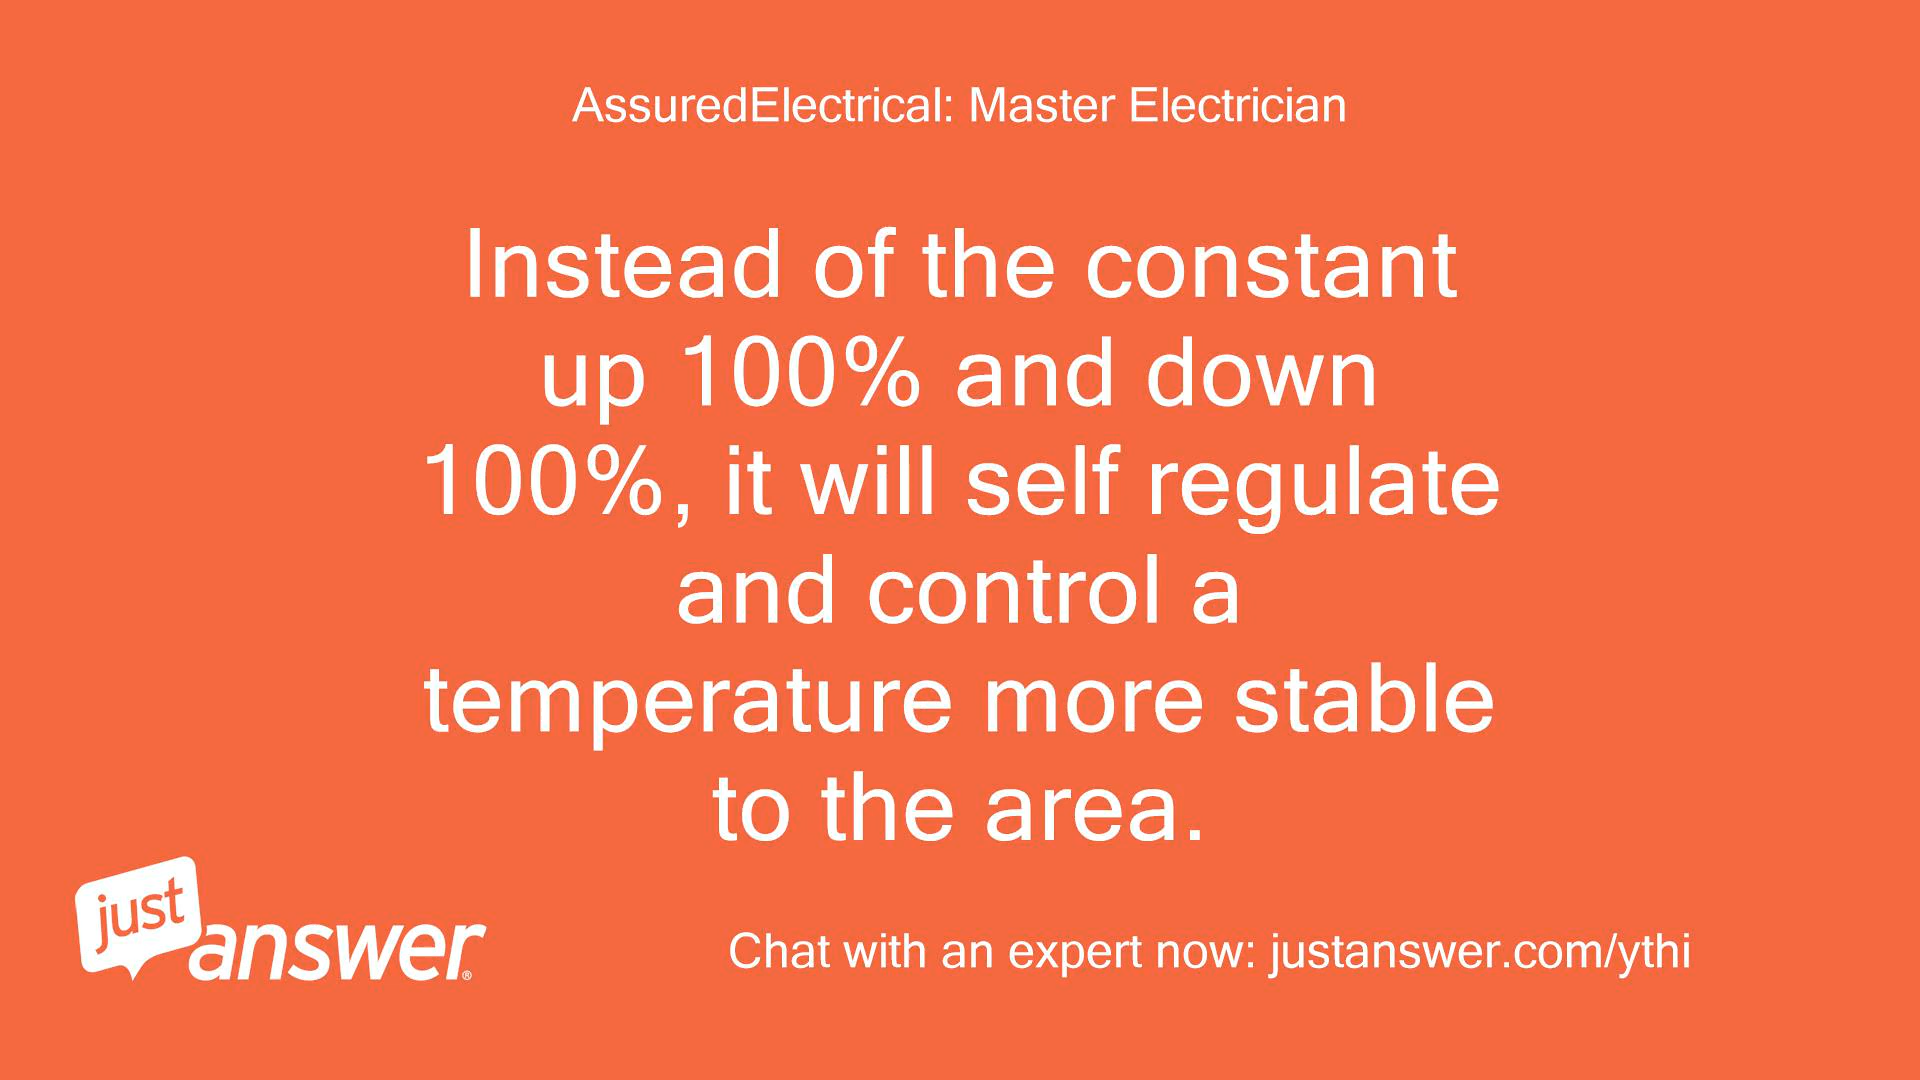 AssuredElectrical: Master Electrician
Instead of the constant
up 100% and down
100%, it will self regulate
and control a
temperature more stable
to the area.
just
answer®
Chat with an expert now: justanswer.com/ythi